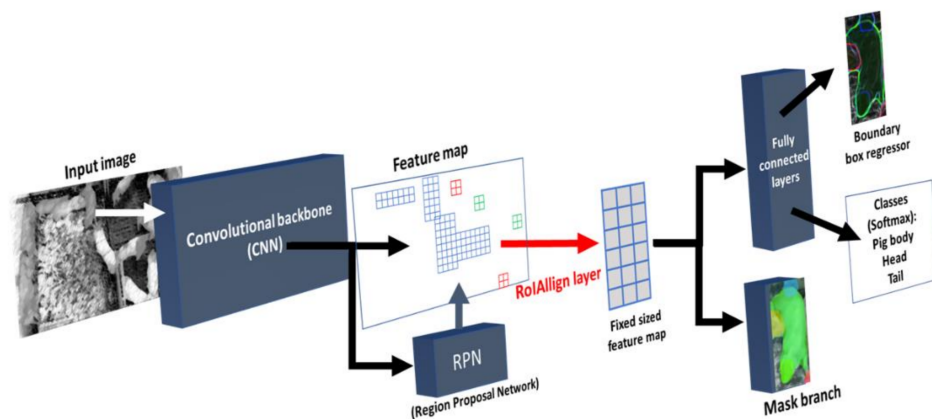 Input image
Convolutional backbone
(CNN)
Feature map
RPN
(Region Proposal Network)
RoIAllign layer
Fixed sized
feature map
Fully
connected
layers
Boundary
box regressor
Classes
(Softmax):
Pig body
Head
Tail
Mask branch